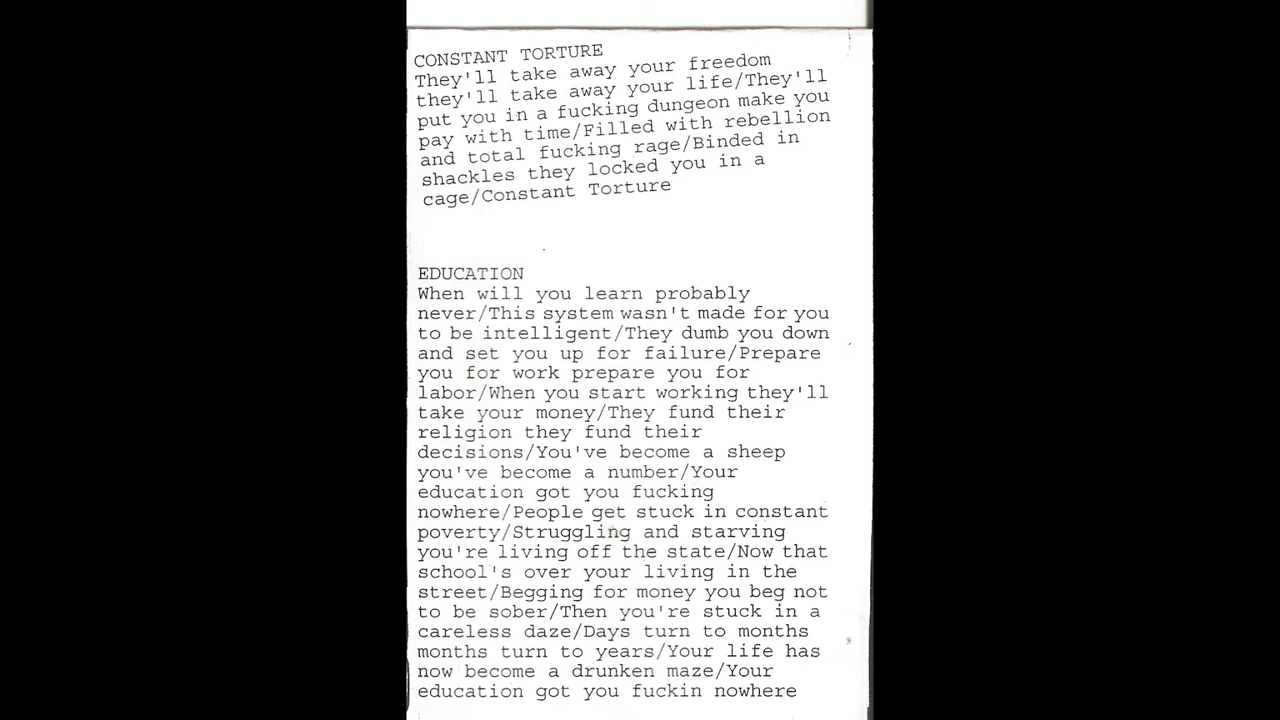 CONSTANT TORTURE
They'll take away your freedom
they'll take away your life/They'll
put you in a fucking dungeon make you
pay with time/Filled with rebellion
and total fucking rage/Binded in
shackles they locked you in a
cage/Constant Torture
EDUCATION
When will you learn probably
never/This system wasn't made for you
to be intelligent/They dumb you down
and set you up for failure/Prepare
you for work prepare you for
labor/When you start working they'll
take your money/They fund their
religion they fund their
decisions/You've become a sheep
you've become a number/Your
education got you fucking
nowhere/People get stuck in constant
poverty/Struggling and starving
you're living off the state/Now that
school's over your living in the
street/Begging for money you beg not
to be sober/Then you're stuck in a
careless daze/Days turn to months
months turn to years/Your life has
now become a drunken maze/Your
education got you fuckin nowhere